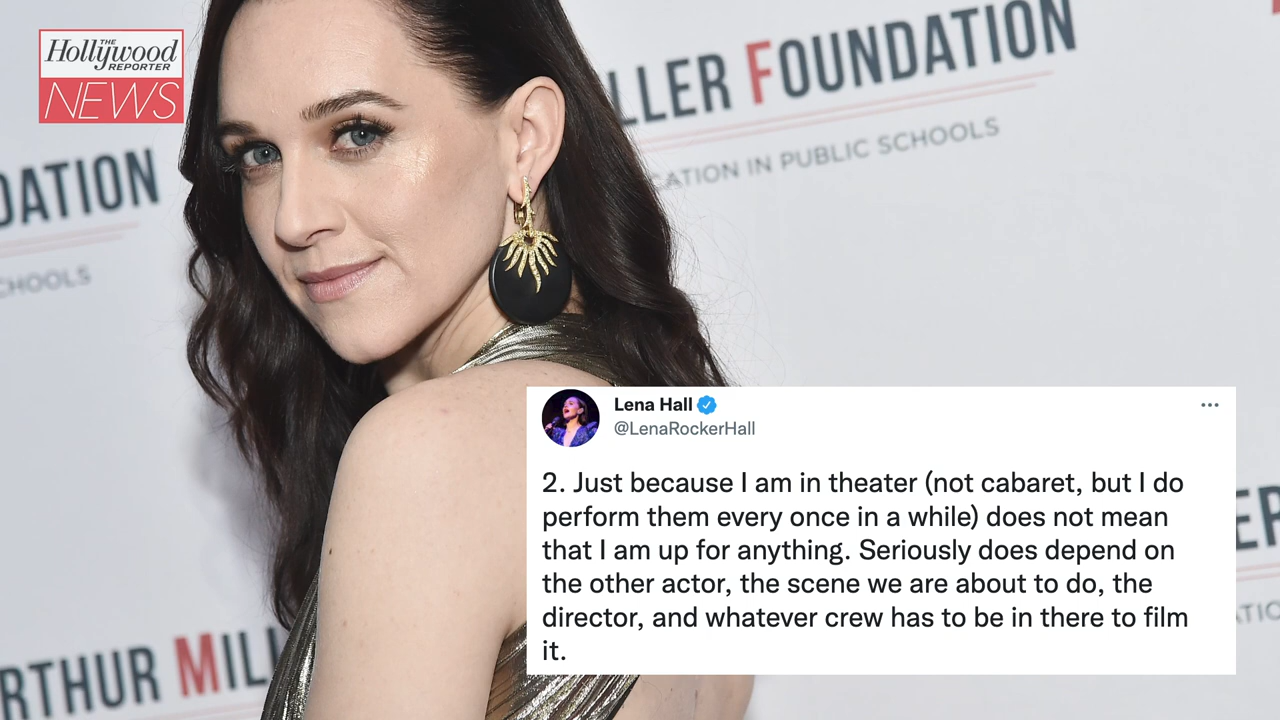 THE
Hollywood
REPORTER
NEWS
LLER FOUNDATION
CATION IN PUBLIC SCHOOLS
DATION
CHOOLS
RTHUR MILL
ER
Lena Hall
@LenaRockerHall
2. Just because I am in theater (not cabaret, but I do
perform them every once in a while) does not mean
that I am up for anything. Seriously does depend on
the other actor, the scene we are about to do, the
director, and whatever crew has to be in there to film
it.